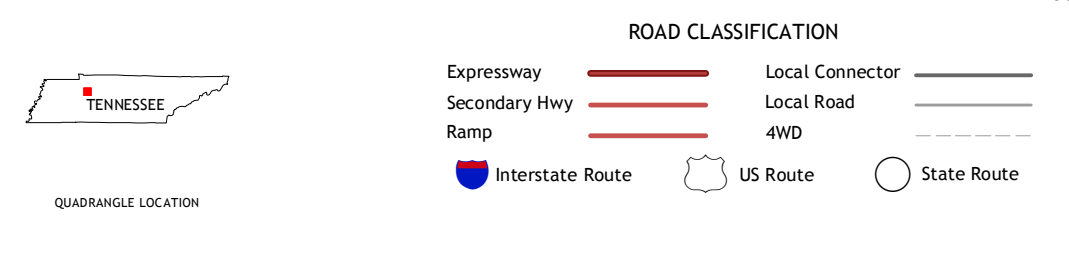 ROAD CLASSIFICATION
Expressway
Local Connector
Secondary Hwy
Local Road
Ramp
4WD
Interstate Route
US Route
State Route
TENNESSEE
QUADRANGLE LOCATION